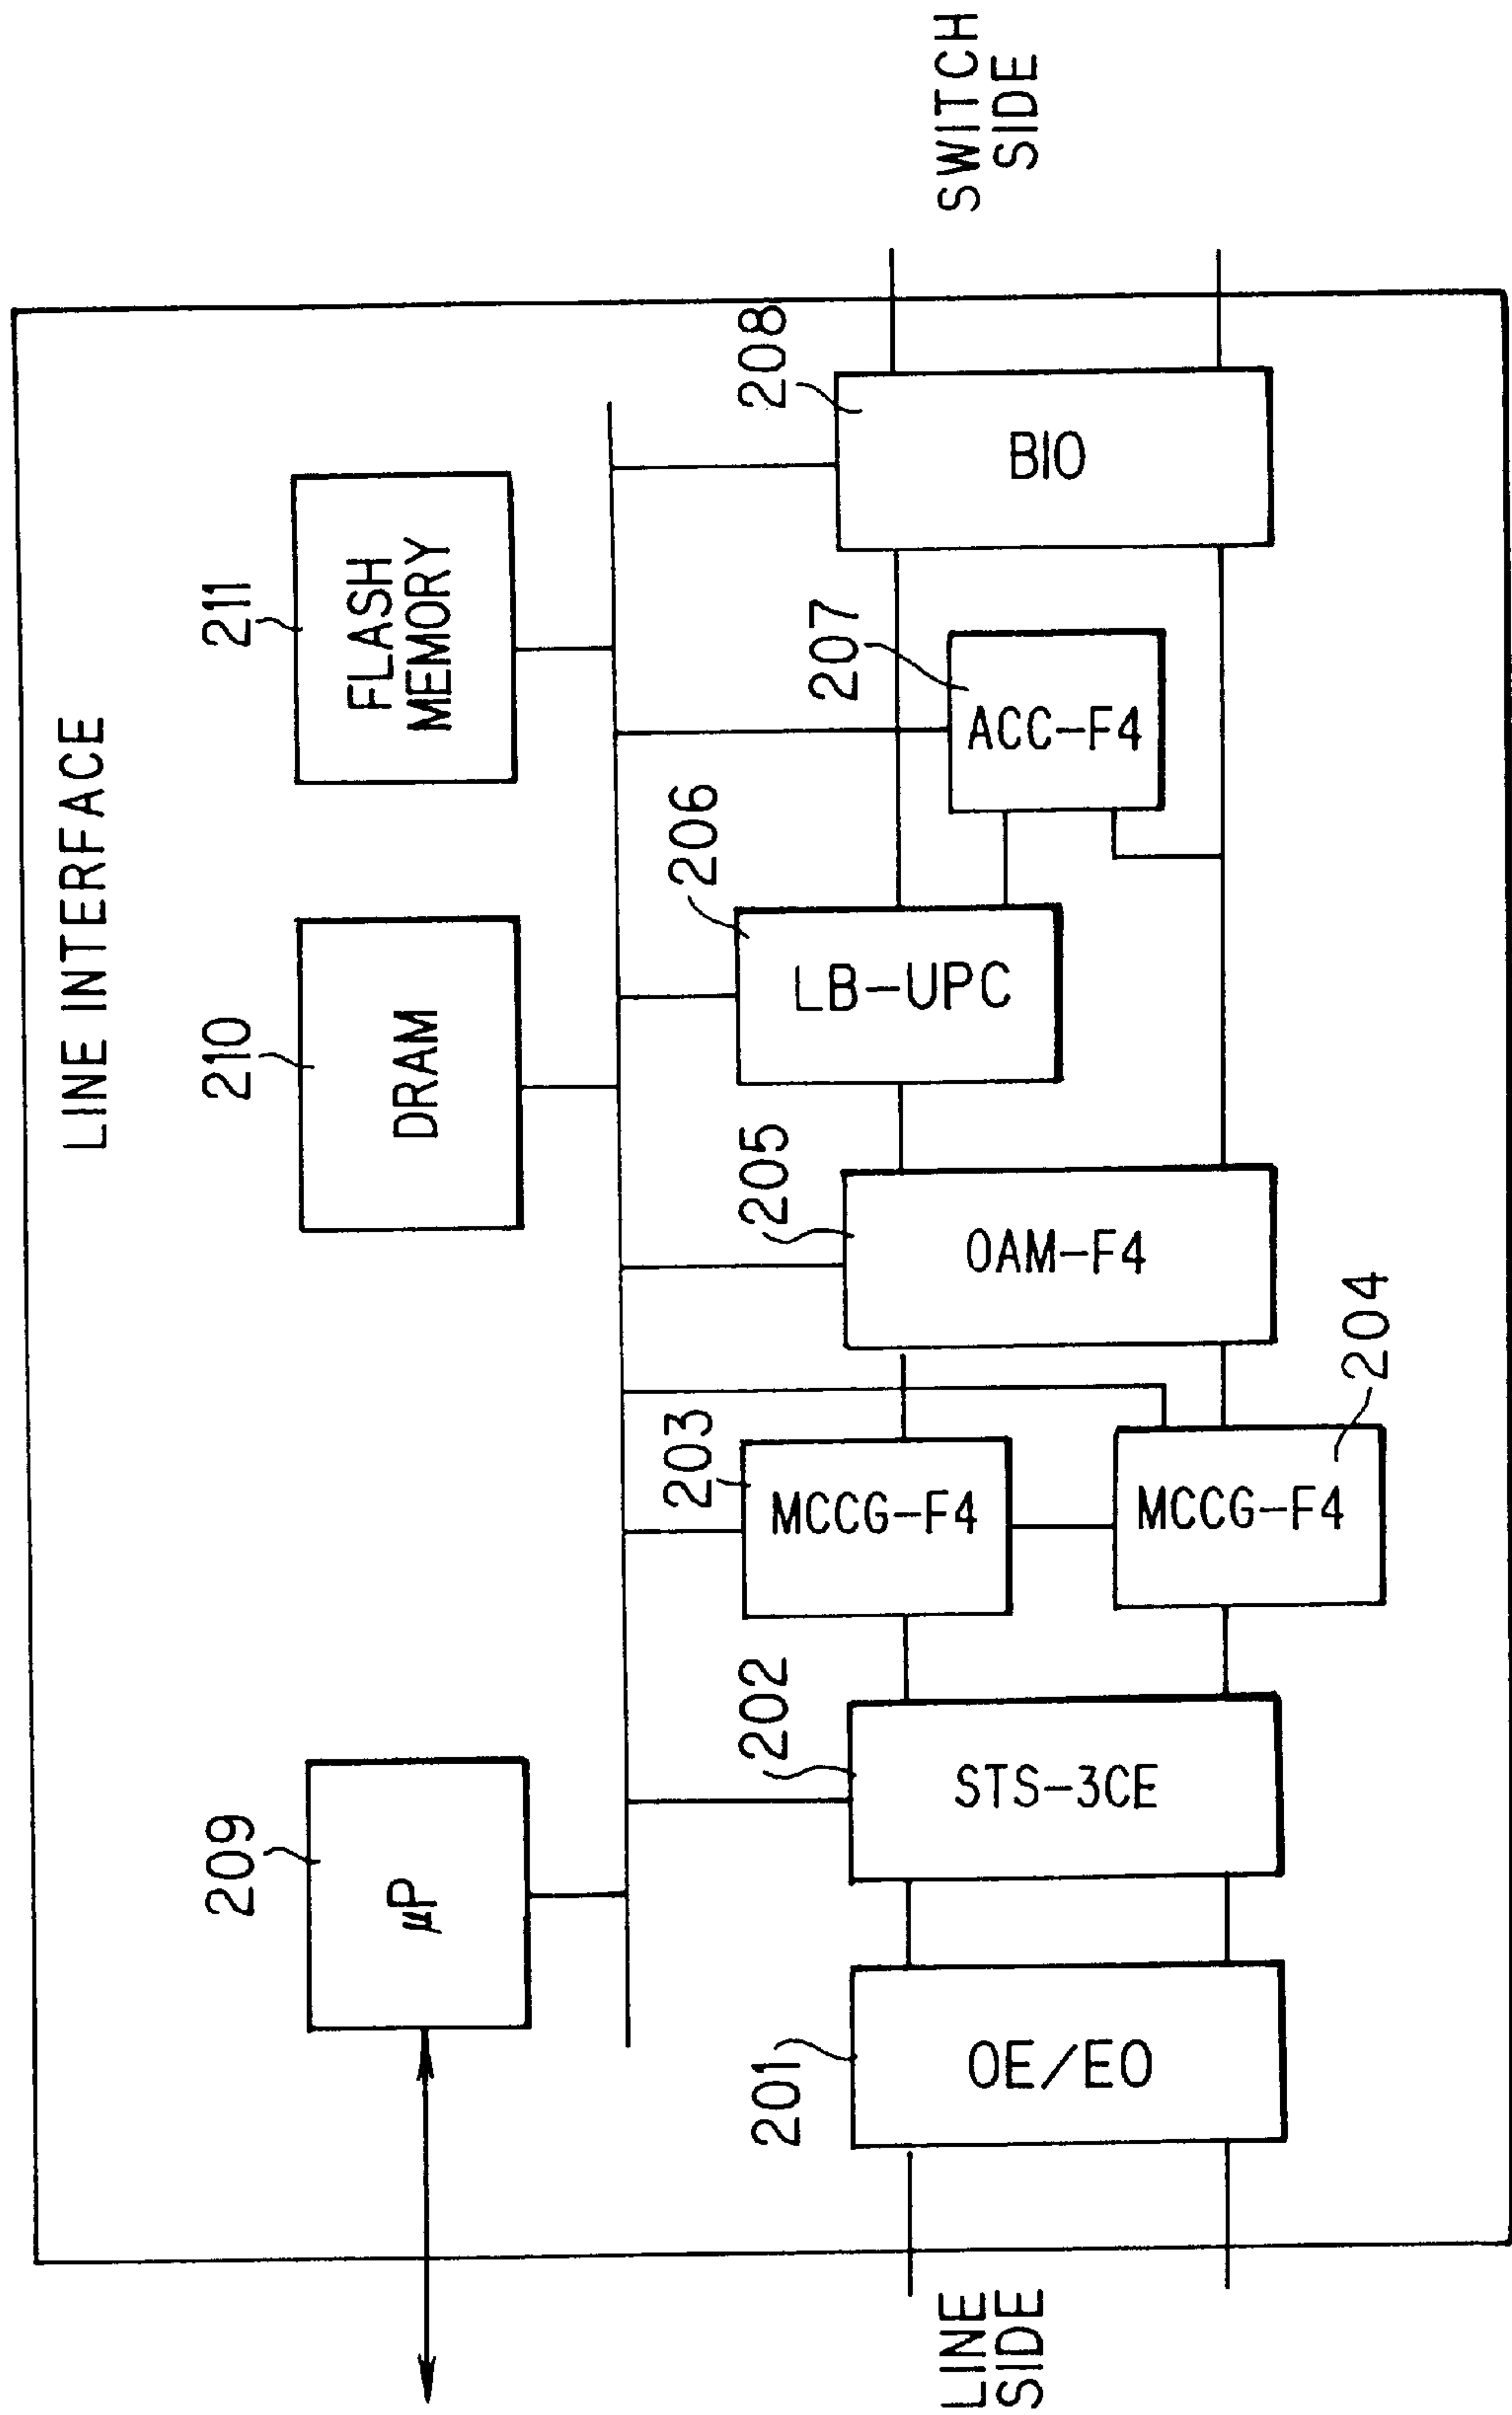 LINE INTERFACE
209
210
211
µP
DRAM
FLASH
MEMORY
201
202
203
205
206
207
208
OE/EO
STS-3CE
MCCG-F4
MCCG-F4
204
OAM-F4
LB-UPC
ACC-F4
BIO
LINE
SIDE
SWITCH
SIDE